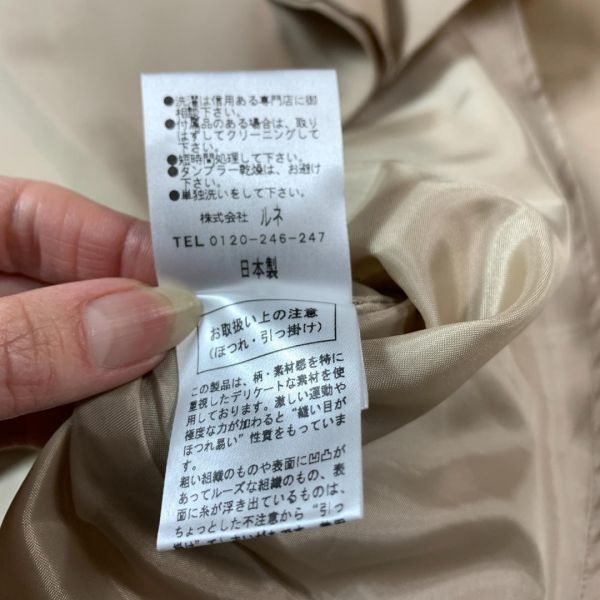 ●洗濯は信用ある専門店に御
相談下さい。
●付属品のある場合は、取り
はずしてクリーニングして
下さい。
●短時間処理して下さい。
●タンブラー乾燥は、お避け
下さい。
●単独洗いをして下さい。
株式会社 ルネ
TEL 0120-246-247
日本製
お取扱い上の注意
(ほつれ・引っ掛け)
この製品は、柄・素材感を特に
重視したデリケートな素材を使
用しております。激しい運動や
極度な力が加わると“縫い目が
ほつれ易い”性質をもっていま
す。
粗い組織のものや表面に凹凸が
あってルーズな組織のもの、表
面に糸が浮き出ているものは、
ちょっとした不注意から“引っ